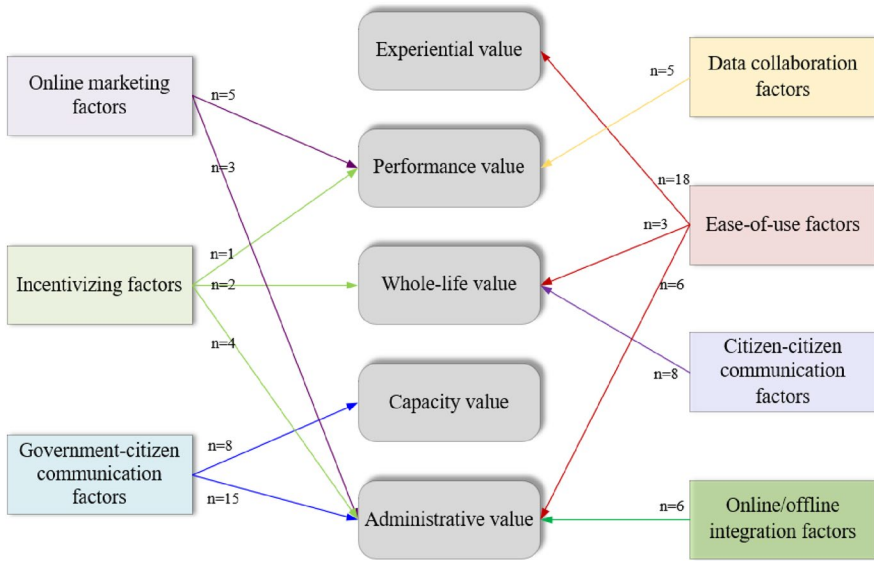 Online marketing
factors
Incentivizing factors
Government-citizen
communication
factors
n=5
n=3
n=1
n=2
n=4
n=8
n=15
Experiential value
Performance value
Whole-life value
Capacity value
Administrative value
n=5
n=18
n=3
n=6
n=8
n=6
Data collaboration
factors
Ease-of-use factors
Citizen-citizen
communication
factors
Online/offline
integration factors